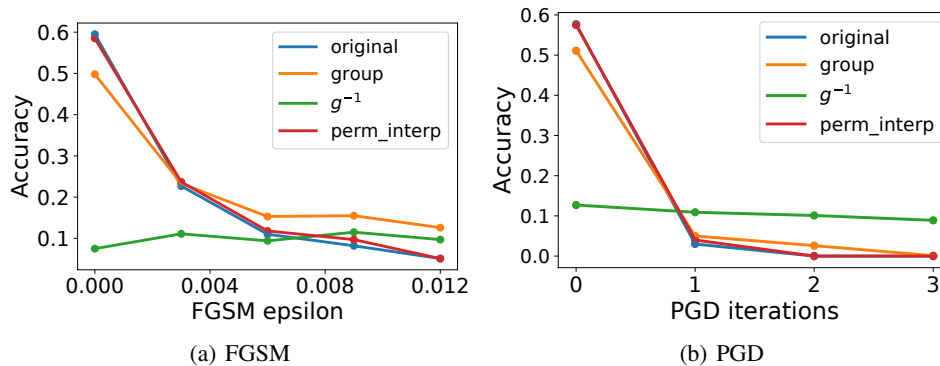 0.6
0.5
0.4
0.3
0.2
0.1
Accuracy
original
group
g⁻¹
perm_interp
0.000 0.004 0.008 0.012
FGSM epsilon
(a) FGSM
0.6
0.5
0.4
0.3
0.2
0.1
0.0
Accuracy
original
group
g⁻¹
perm_interp
0 1 2 3
PGD iterations
(b) PGD